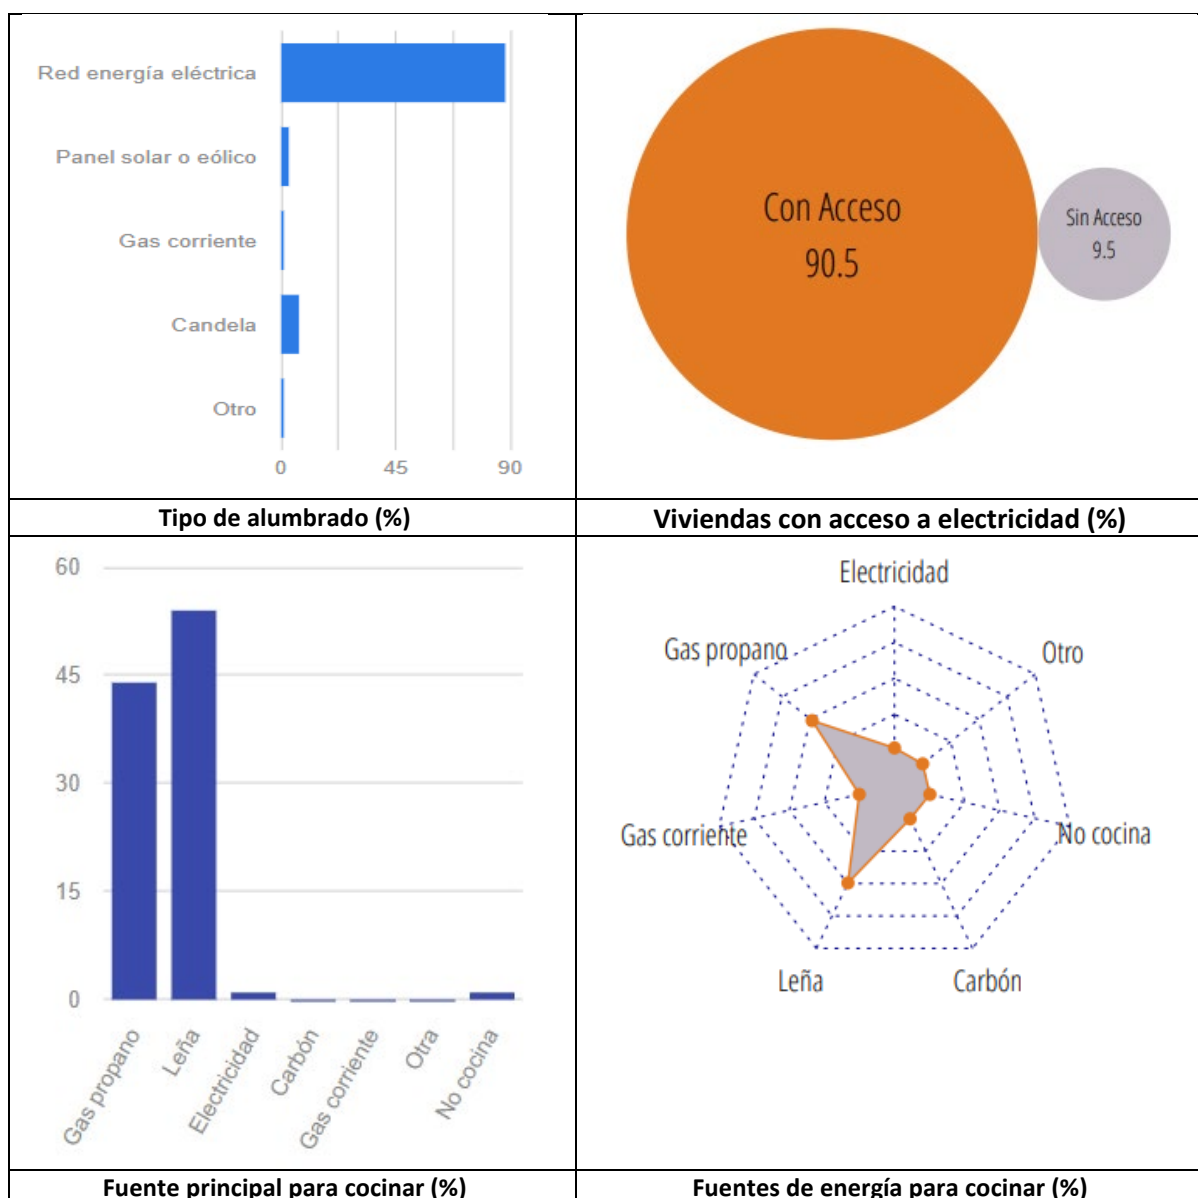 Red energía eléctrica
Panel solar o eólico
Gas corriente
Candela
Otro
0 45 90
Tipo de alumbrado (%)
Con Acceso
90.5
Sin Acceso
9.5
Viviendas con acceso a electricidad (%)
60
45
30
15
0
Gas propano
Leña
Electricidad
Carbón
Gas corriente
Otra
No cocina
Fuente principal para cocinar (%)
Electricidad
Gas propano
Otro
Gas corriente
No cocina
Leña
Carbón
Fuentes de energía para cocinar (%)